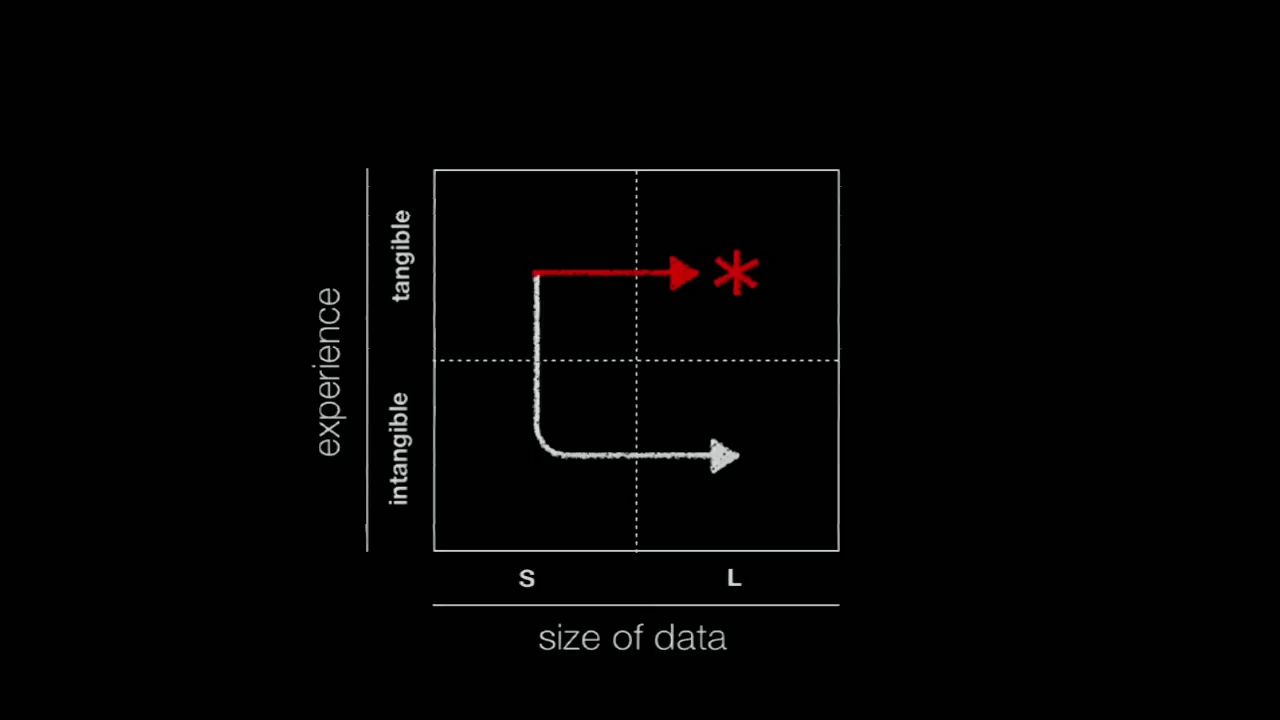 experience
tangible
intangible
S
L
size of data